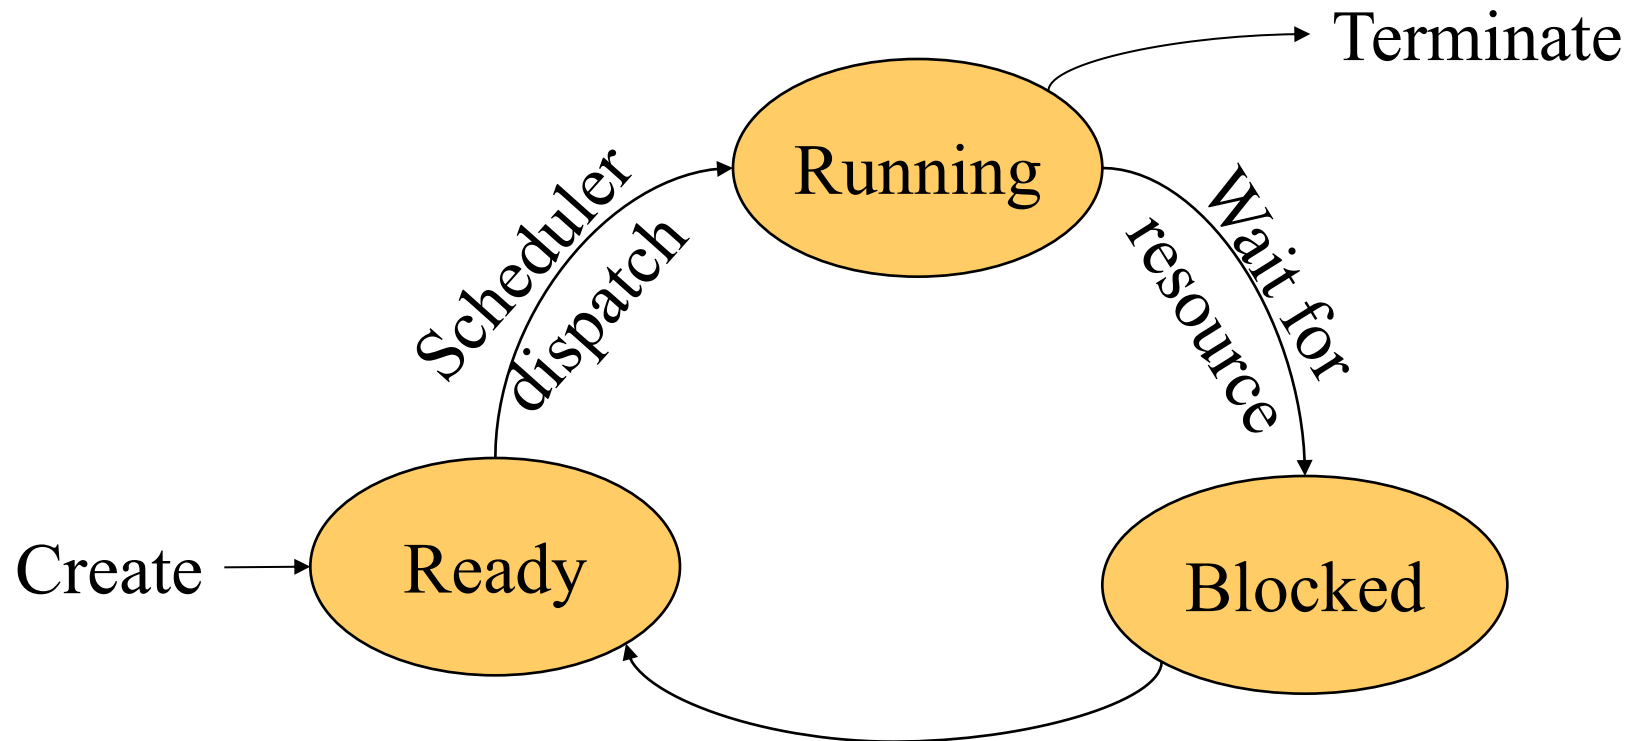 Terminate
Running
Scheduler
dispatch
Wait for
resource
Create
Ready
Blocked